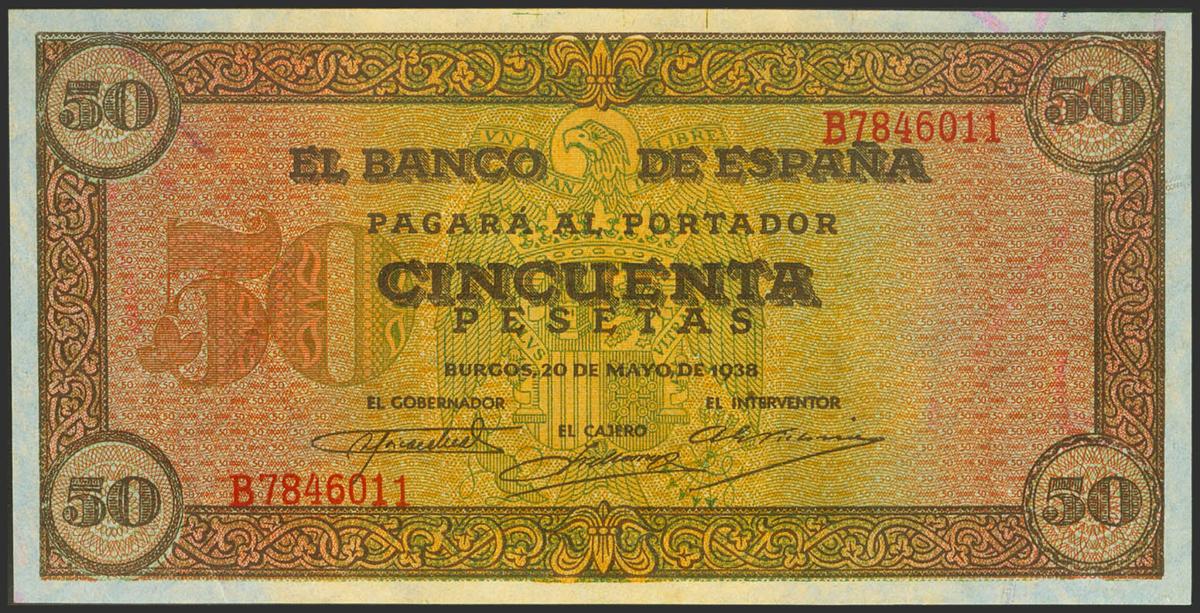 50 50
B7846011
UNA LIBRE
EL BANCO DE ESPAÑA
PAGARÁ AL PORTADOR
50
CINCUENTA
PESETAS
BURGOS, 20 DE MAYO, DE 1938
EL GOBERNADOR EL INTERVENTOR
EL CAJERO
B7846011
50 50